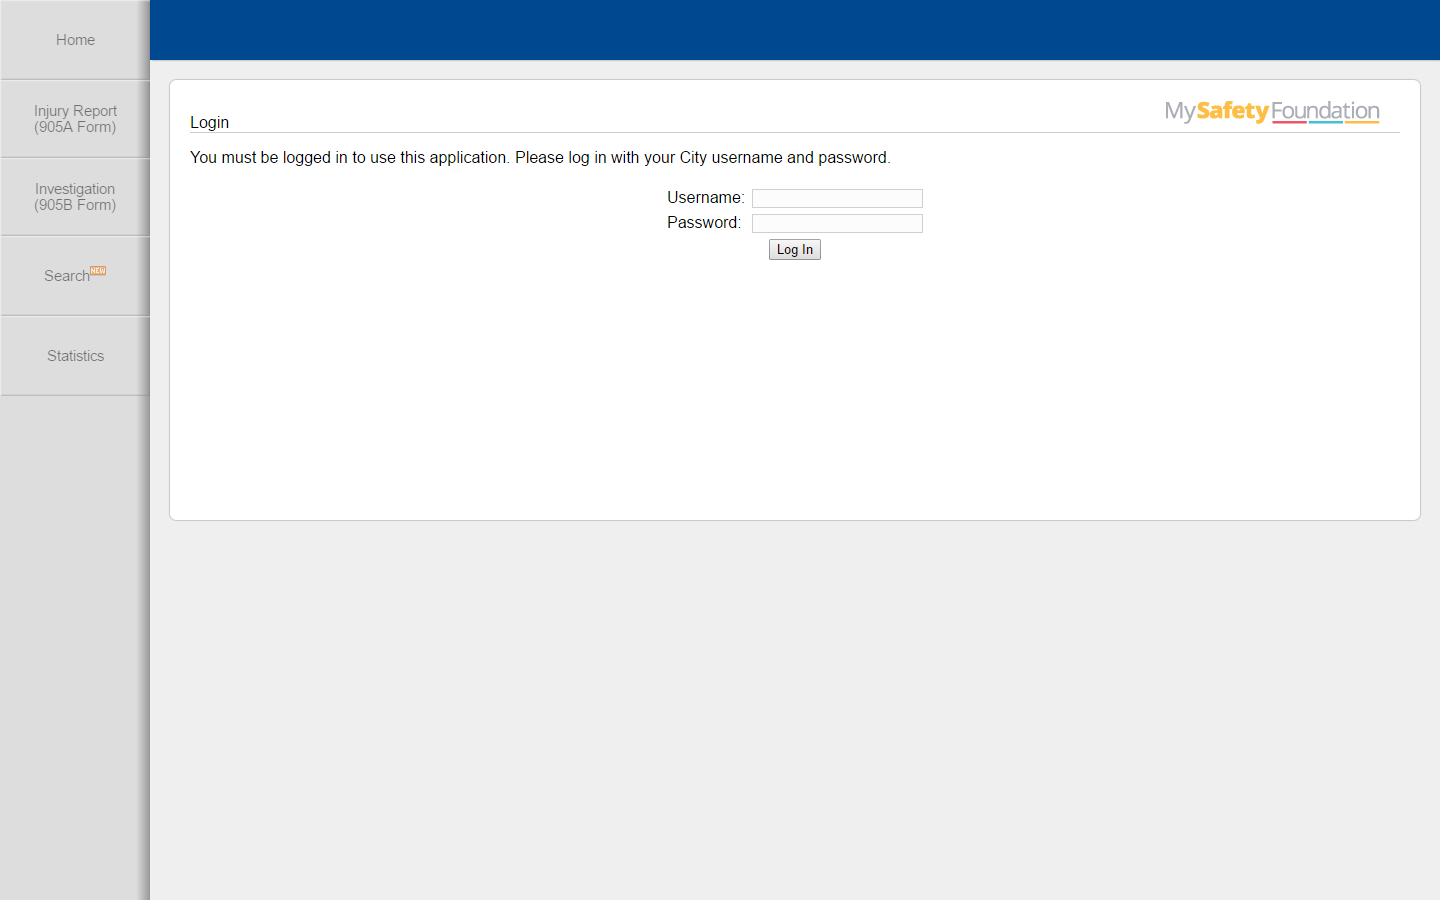 Home
Injury Report
(905A Form)
Investigation
(905B Form)
Search NEW
Statistics
MySafetyFoundation
Login
You must be logged in to use this application. Please log in with your City username and password.
Username:
Password:
Log In